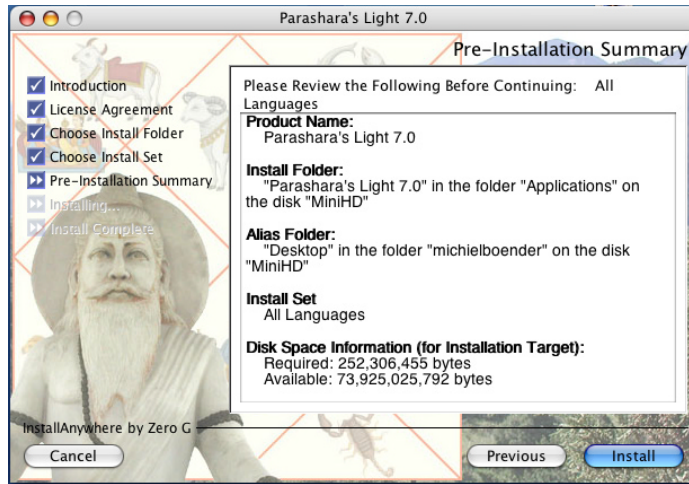 Parashara's Light 7.0
Pre-Installation Summary
Introduction
License Agreement
Choose Install Folder
Choose Install Set
Pre-Installation Summary
Installing...
Install Complete
Please Review the Following Before Continuing: All
Languages
Product Name:
Parashara's Light 7.0
Install Folder:
"Parashara's Light 7.0" in the folder "Applications" on
the disk "MiniHD"
Alias Folder:
"Desktop" in the folder "michielboender" on the disk
"MiniHD"
Install Set
All Languages
Disk Space Information (for Installation Target):
Required: 252,306,455 bytes
Available: 73,925,025,792 bytes
InstallAnywhere by Zero G
Cancel
Previous
Install